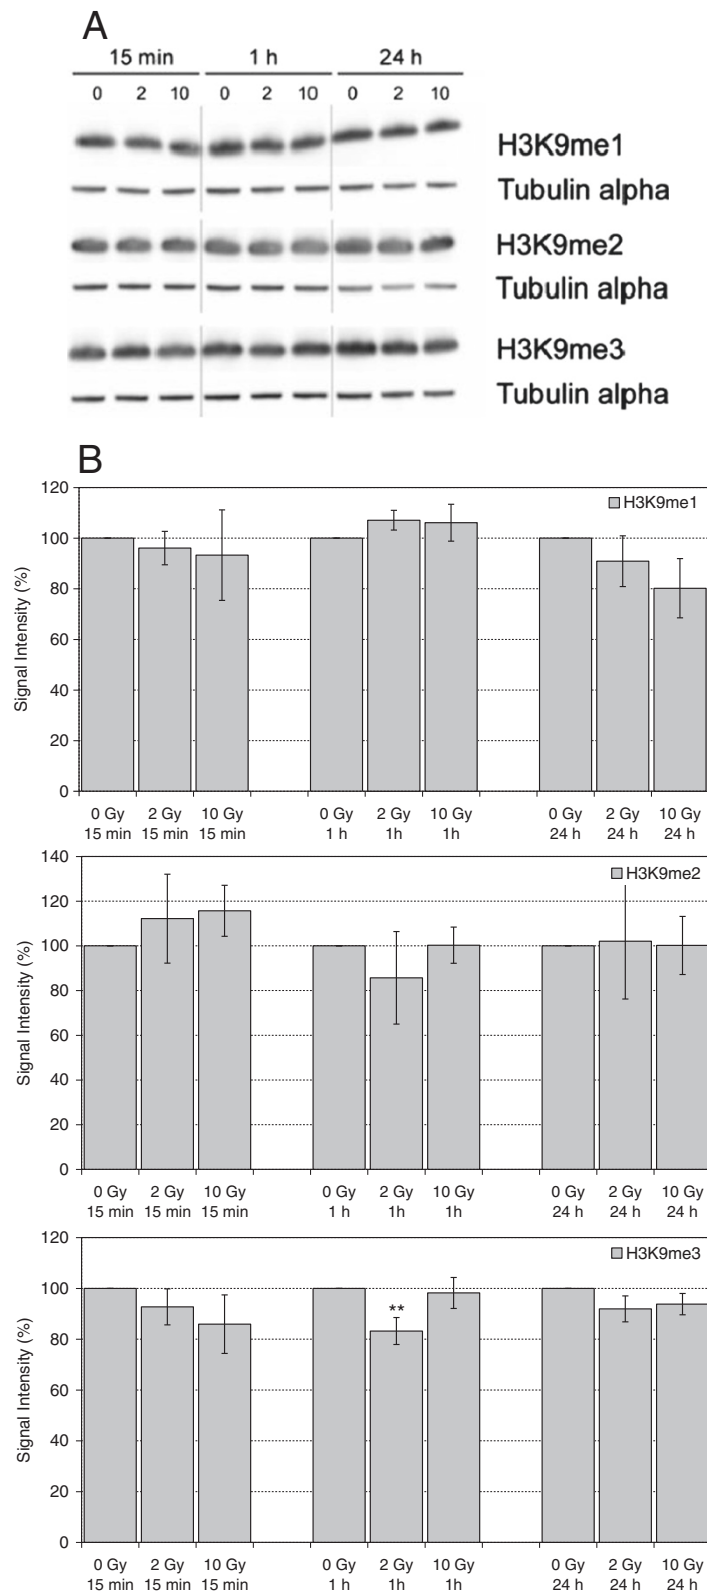 A
15 min 1 h 24 h
0 2 10 0 2 10 0 2 10
H3K9me1
Tubulin alpha
H3K9me2
Tubulin alpha
H3K9me3
Tubulin alpha
B
120
100
80
60
40
20
0
Signal Intensity (%)
H3K9me1
0 Gy 2 Gy 10 Gy 0 Gy 2 Gy 10 Gy 0 Gy 2 Gy 10 Gy
15 min 15 min 15 min 1 h 1h 1h 24 h 24 h 24 h
140
120
100
80
60
40
20
0
Signal Intensity (%)
H3K9me2
0 Gy 2 Gy 10 Gy 0 Gy 2 Gy 10 Gy 0 Gy 2 Gy 10 Gy
15 min 15 min 15 min 1 h 1h 1h 24 h 24 h 24 h
120
100
80
60
40
20
0
Signal Intensity (%)
H3K9me3
**
0 Gy 2 Gy 10 Gy 0 Gy 2 Gy 10 Gy 0 Gy 2 Gy 10 Gy
15 min 15 min 15 min 1 h 1h 1h 24 h 24 h 24 h